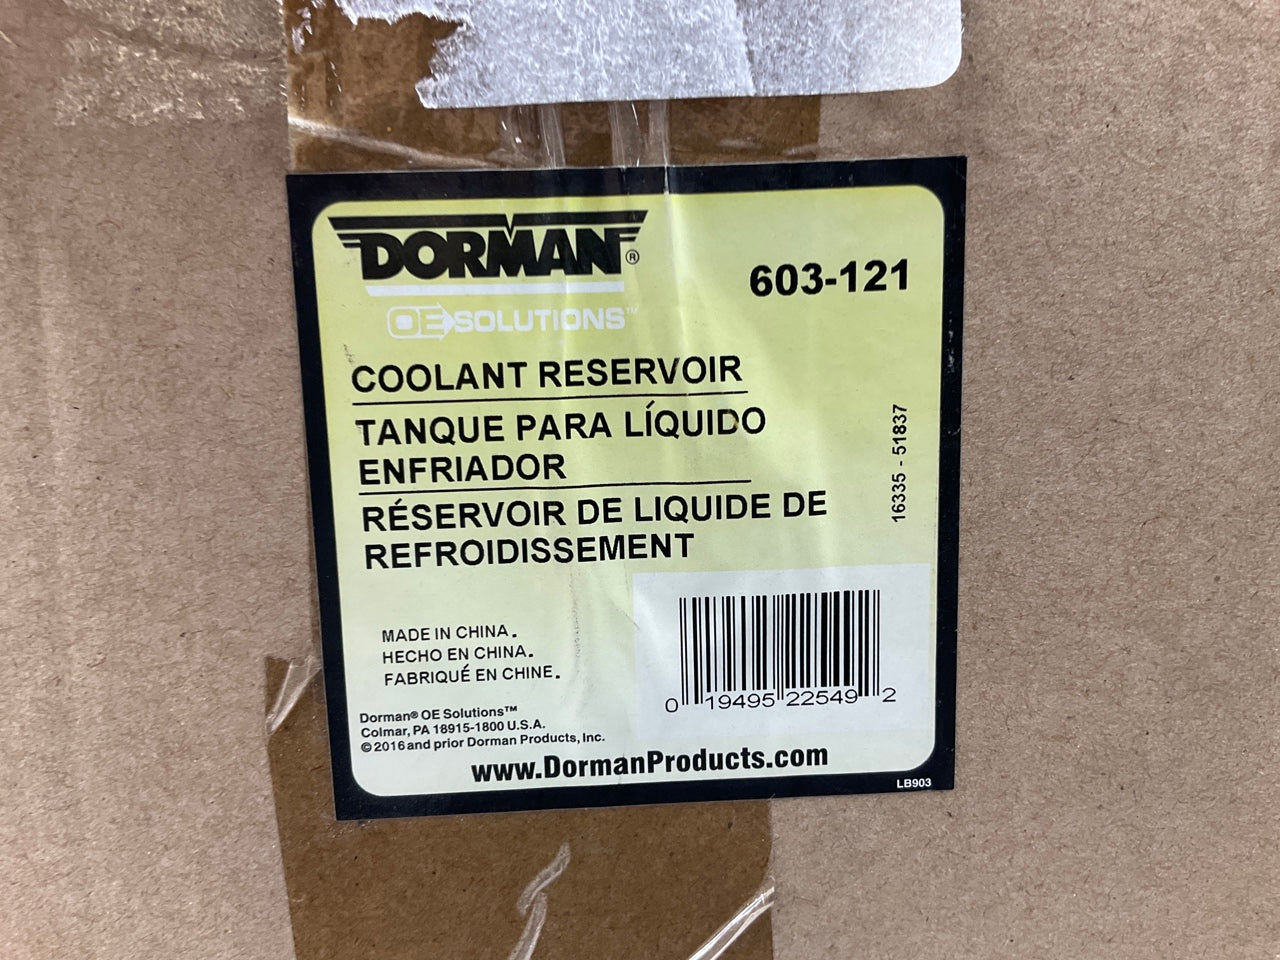 DORMAN®
OE SOLUTIONS™
603-121
COOLANT RESERVOIR
TANQUE PARA LÍQUIDO
ENFRIADOR
RÉSERVOIR DE LIQUIDE DE
REFROIDISSEMENT
16335 - 51837
MADE IN CHINA.
HECHO EN CHINA.
FABRIQUÉ EN CHINE.
0 19495 22549 2
Dorman® OE Solutions™
Colmar, PA 18915-1800 U.S.A.
© 2016 and prior Dorman Products, Inc.
www.DormanProducts.com
LB903